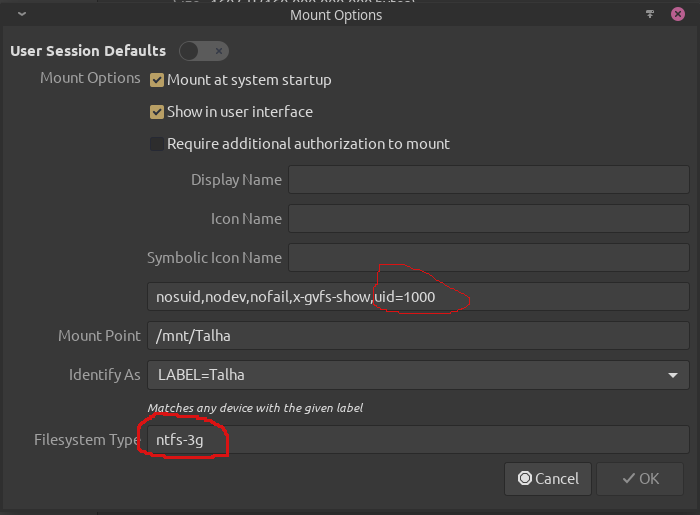 Mount Options
User Session Defaults
Mount Options
Mount at system startup
Show in user interface
Require additional authorization to mount
Display Name
Icon Name
Symbolic Icon Name
nosuid,nodev,nofail,x-gvfs-show,uid=1000
Mount Point /mnt/Talha
Identify As LABEL=Talha
Matches any device with the given label
Filesystem Type ntfs-3g
Cancel OK